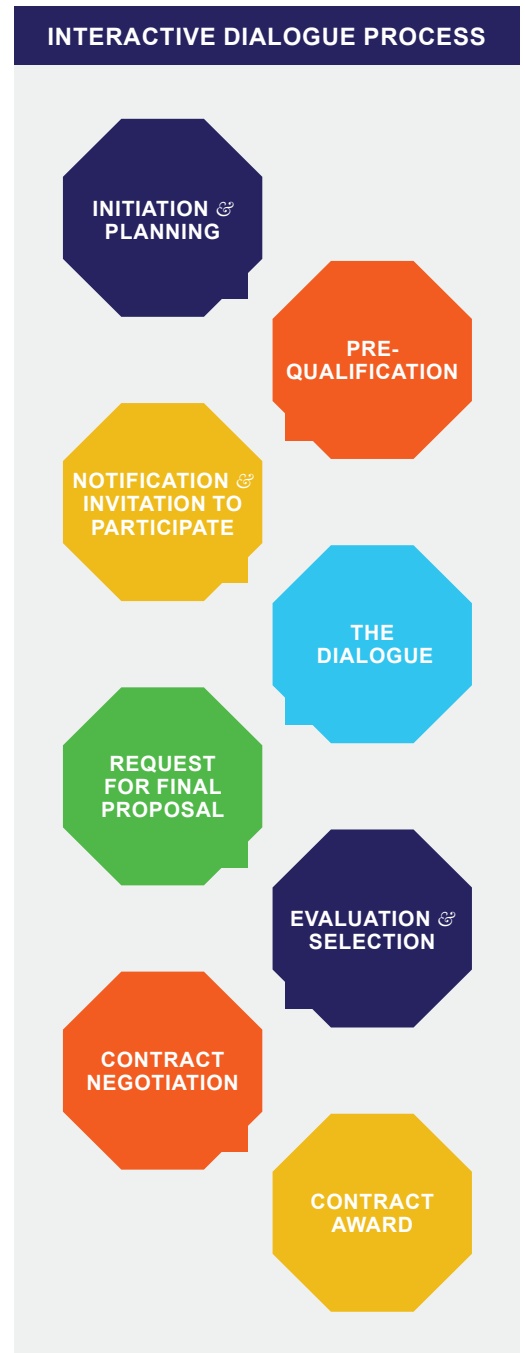 INTERACTIVE DIALOGUE PROCESS
INITIATION &
PLANNING
PRE-
QUALIFICATION
NOTIFICATION &
INVITATION TO
PARTICIPATE
THE
DIALOGUE
REQUEST
FOR FINAL
PROPOSAL
EVALUATION &
SELECTION
CONTRACT
NEGOTIATION
CONTRACT
AWARD